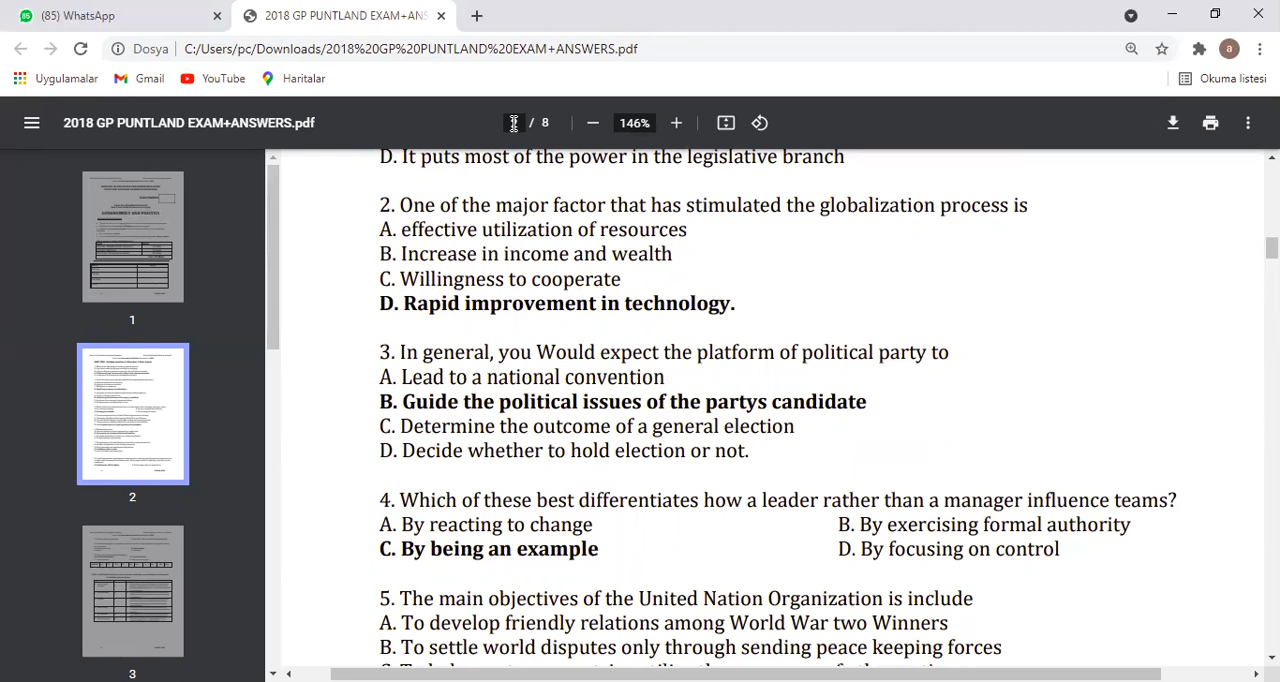 (85) WhatsApp
2018 GP PUNTLAND EXAM+ANS
Dosya
C:/Users/pc/Downloads/2018%20GP%20PUNTLAND%20EXAM+ANSWERS.pdf
a
Uygulamalar
Gmail
YouTube
Haritalar
Okuma listesi
2018 GP PUNTLAND EXAM+ANSWERS.pdf
/ 8
146%
1
2
3
D. It puts most of the power in the legislative branch
2. One of the major factor that has stimulated the globalization process is
A. effective utilization of resources
B. Increase in income and wealth
C. Willingness to cooperate
D. Rapid improvement in technology.
3. In general, you Would expect the platform of political party to
A. Lead to a national convention
B. Guide the political issues of the partys candidate
C. Determine the outcome of a general election
D. Decide whether to hold election or not.
4. Which of these best differentiates how a leader rather than a manager influence teams?
A. By reacting to change B. By exercising formal authority
C. By being an example D. By focusing on control
5. The main objectives of the United Nation Organization is include
A. To develop friendly relations among World War two Winners
B. To settle world disputes only through sending peace keeping forces